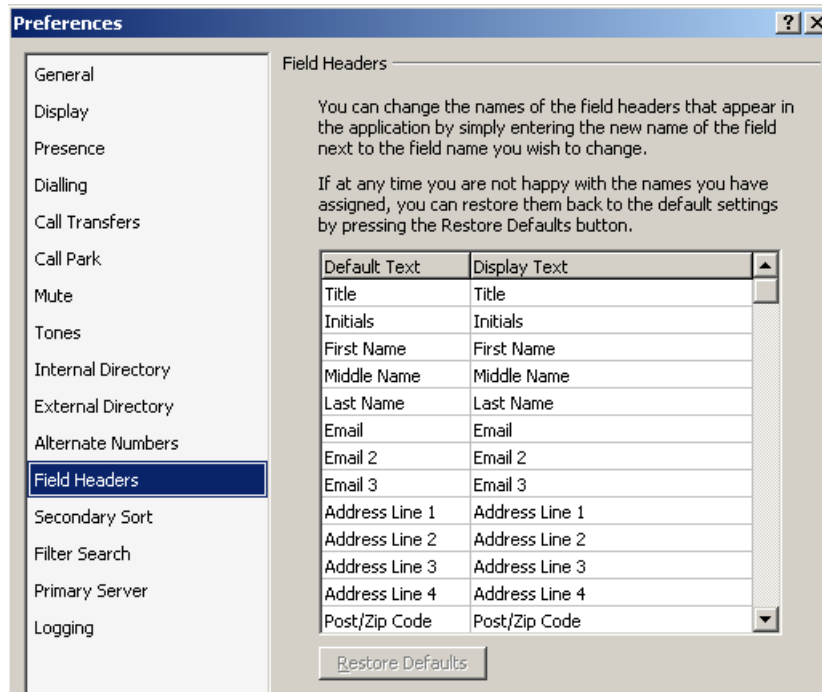 Preferences
General
Display
Presence
Dialling
Call Transfers
Call Park
Mute
Tones
Internal Directory
External Directory
Alternate Numbers
Field Headers
Secondary Sort
Filter Search
Primary Server
Logging
Field Headers
You can change the names of the field headers that appear in
the application by simply entering the new name of the field
next to the field name you wish to change.
If at any time you are not happy with the names you have
assigned, you can restore them back to the default settings
by pressing the Restore Defaults button.
Default Text Display Text
Title Title
Initials Initials
First Name First Name
Middle Name Middle Name
Last Name Last Name
Email Email
Email 2 Email 2
Email 3 Email 3
Address Line 1 Address Line 1
Address Line 2 Address Line 2
Address Line 3 Address Line 3
Address Line 4 Address Line 4
Post/Zip Code Post/Zip Code
Restore Defaults